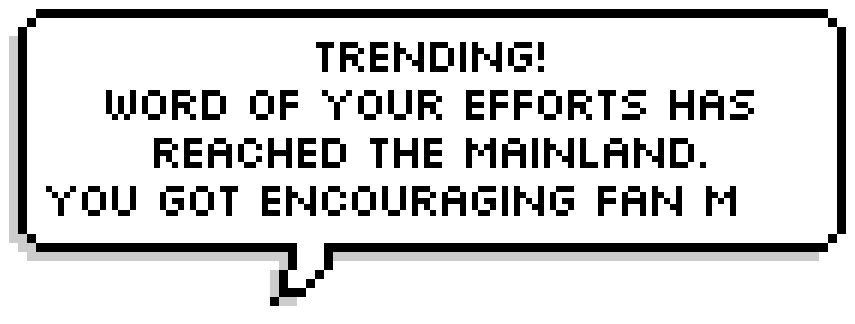 TRENDING!
WORD OF YOUR EFFORTS HAS
REACHED THE MAINLAND.
YOU GOT ENCOURAGING FAN M